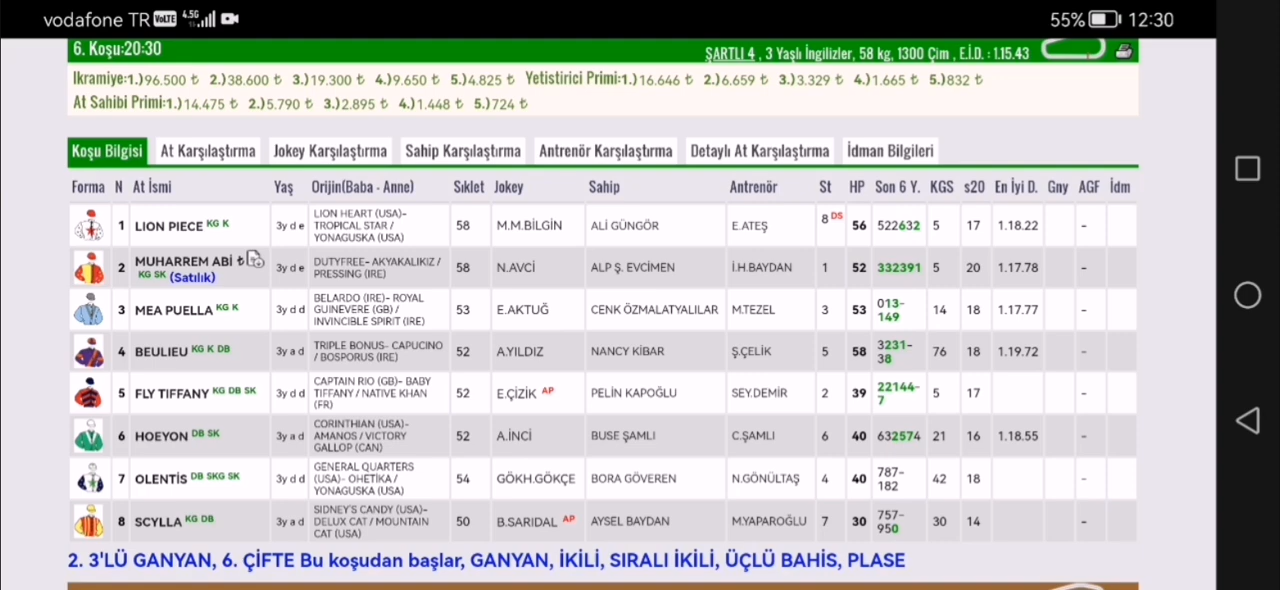 vodafone TR VoLTE 4.5G 55% 12:30
6. Koşu:20:30 ŞARTLI 4 , 3 Yaşlı İngilizler, 58 kg, 1300 Çim , E.İ.D. : 1.15.43
Ikramiye:1.)96.500 ₺ 2.)38.600 ₺ 3.)19.300 ₺ 4.)9.650 ₺ 5.)4.825 ₺ Yetistirici Primi:1.)16.646 ₺ 2.)6.659 ₺ 3.)3.329 ₺ 4.)1.665 ₺ 5.)832 ₺
At Sahibi Primi:1.)14.475 ₺ 2.)5.790 ₺ 3.)2.895 ₺ 4.)1.448 ₺ 5.)724 ₺
Koşu Bilgisi At Karşılaştırma Jokey Karşılaştırma Sahip Karşılaştırma Antrenör Karşılaştırma Detaylı At Karşılaştırma İdman Bilgileri
Forma N At İsmi Yaş Orijin(Baba - Anne) Sıklet Jokey Sahip Antrenör St HP Son 6 Y. KGS s20 En İyi D. Gny AGF İdm
1 LION PIECE KG K 3y d e LION HEART (USA)- TROPICAL STAR / YONAGUSKA (USA) 58 M.M.BİLGİN ALİ GÜNGÖR E.ATEŞ 8 DS 56 522632 5 17 1.18.22 -
2 MUHARREM ABİ ₺ KG SK (Satılık) 3y d e DUTYFREE- AKYAKALIKIZ / PRESSING (IRE) 58 N.AVCİ ALP Ş. EVCİMEN İ.H.BAYDAN 1 52 332391 5 20 1.17.78 -
3 MEA PUELLA KG K 3y d d BELARDO (IRE)- ROYAL GUINEVERE (GB) / INVINCIBLE SPIRIT (IRE) 53 E.AKTUĞ CENK ÖZMALATYALILAR M.TEZEL 3 53 013-149 14 18 1.17.77 -
4 BEULIEU KG K DB 3y a d TRIPLE BONUS- CAPUCINO / BOSPORUS (IRE) 52 A.YILDIZ NANCY KİBAR Ş.ÇELİK 5 58 3231-38 76 18 1.19.72 -
5 FLY TIFFANY KG DB SK 3y d d CAPTAIN RIO (GB)- BABY TIFFANY / NATIVE KHAN (FR) 52 E.ÇİZİK AP PELİN KAPOĞLU SEY.DEMİR 2 39 22144-7 5 17 -
6 HOEYON DB SK 3y a d CORINTHIAN (USA)- AMANOS / VICTORY GALLOP (CAN) 52 A.İNCİ BUSE ŞAMLI C.ŞAMLI 6 40 632574 21 16 1.18.55 -
7 OLENTİS DB SKG SK 3y d d GENERAL QUARTERS (USA)- OHETİKA / YONAGUSKA (USA) 54 GÖKH.GÖKÇE BORA GÖVEREN N.GÖNÜLTAŞ 4 40 787-182 42 18 -
8 SCYLLA KG DB 3y a d SIDNEY'S CANDY (USA)- DELUX CAT / MOUNTAIN CAT (USA) 50 B.SARIDAL AP AYSEL BAYDAN M.YAPAROĞLU 7 30 757-950 30 14 -
2. 3'LÜ GANYAN, 6. ÇİFTE Bu koşudan başlar, GANYAN, İKİLİ, SIRALI İKİLİ, ÜÇLÜ BAHİS, PLASE